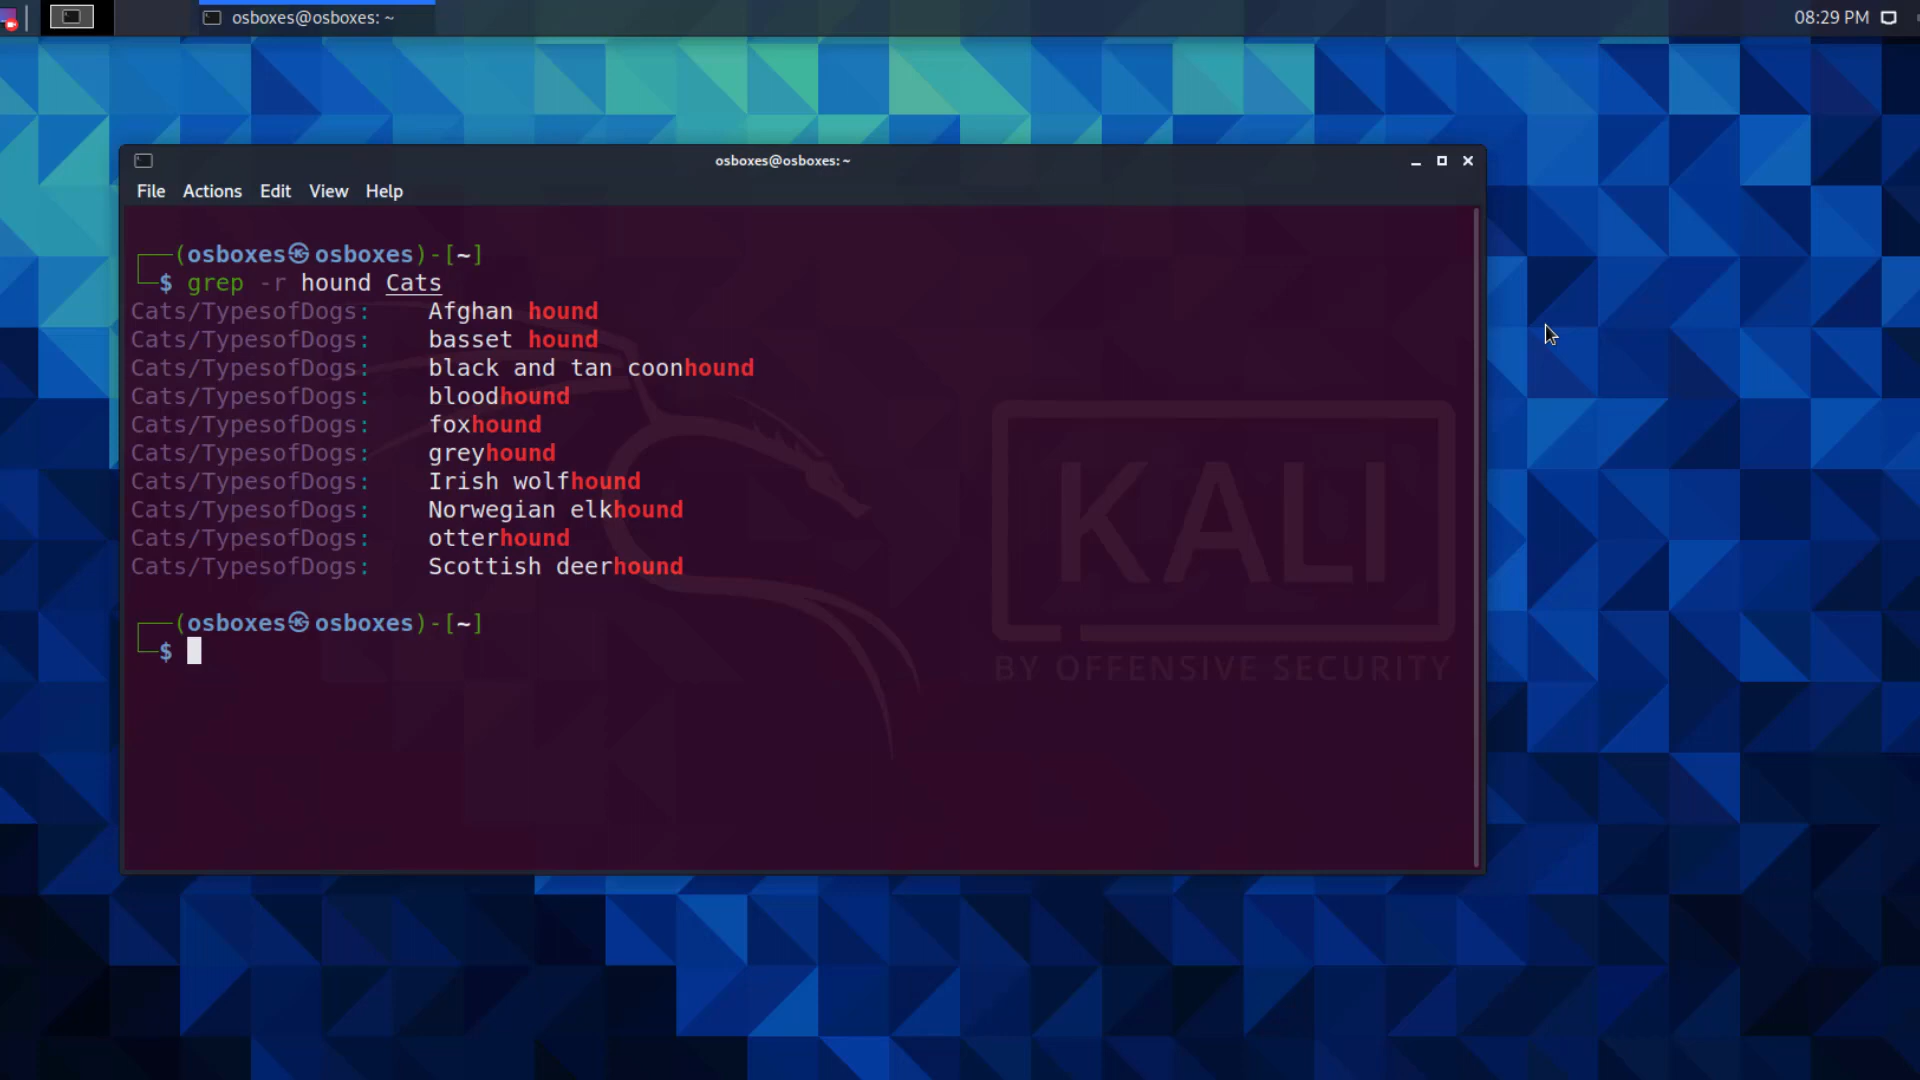 osboxes@osboxes: ~
08:29 PM
osboxes@osboxes: ~
File Actions Edit View Help
┌──(osboxes㉿osboxes)-[~]
└─$ grep -r hound Cats
Cats/TypesofDogs:    Afghan hound
Cats/TypesofDogs:    basset hound
Cats/TypesofDogs:    black and tan coonhound
Cats/TypesofDogs:    bloodhound
Cats/TypesofDogs:    foxhound
Cats/TypesofDogs:    greyhound
Cats/TypesofDogs:    Irish wolfhound
Cats/TypesofDogs:    Norwegian elkhound
Cats/TypesofDogs:    otterhound
Cats/TypesofDogs:    Scottish deerhound
┌──(osboxes㉿osboxes)-[~]
└─$
KALI
BY OFFENSIVE SECURITY